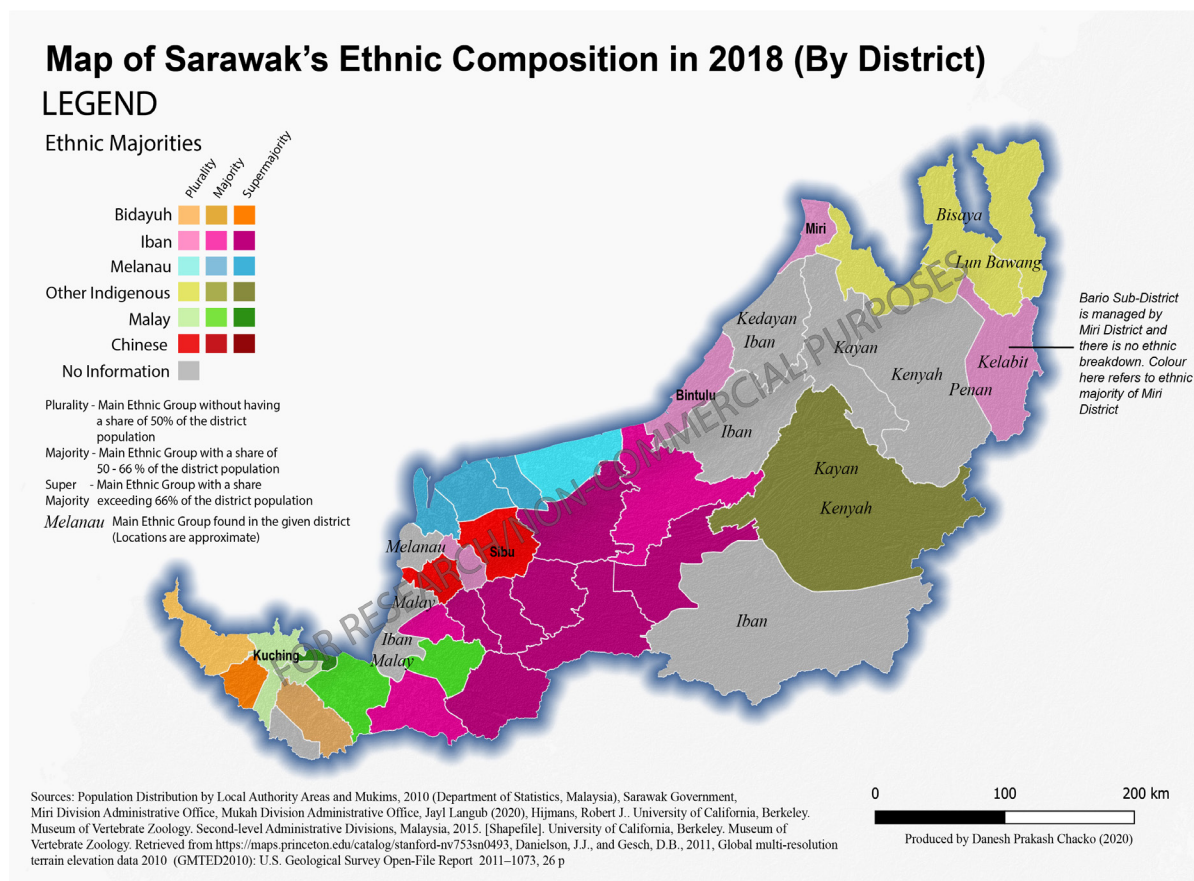 Map of Sarawak's Ethnic Composition in 2018 (By District)
LEGEND
Ethnic Majorities
Plurality
Majority
Supermajority
Bidayuh
Iban
Melanau
Other Indigenous
Malay
Chinese
No Information
Plurality - Main Ethnic Group without having
a share of 50% of the district
population
Majority - Main Ethnic Group with a share of
50 - 66 % of the district population
Super - Main Ethnic Group with a share
Majority exceeding 66% of the district population
Melanau Main Ethnic Group found in the given district
(Locations are approximate)
Bisaya
Miri
Lun Bawang
Kedayan
Iban
Kayan
Kenyah
Penan
Kelabit
Bario Sub-District
is managed by
Miri District and
there is no ethnic
breakdown. Colour
here refers to ethnic
majority of Miri
District
Bintulu
Iban
Kayan
Kenyah
Melanau
Sibu
Malay
Iban
Malay
Iban
Kuching
FOR RESEARCH/NON-COMMERCIAL PURPOSES
Sources: Population Distribution by Local Authority Areas and Mukims, 2010 (Department of Statistics, Malaysia), Sarawak Government,
Miri Division Administrative Office, Mukah Division Administrative Office, Jayl Langub (2020), Hijmans, Robert J.. University of California, Berkeley.
Museum of Vertebrate Zoology. Second-level Administrative Divisions, Malaysia, 2015. [Shapefile]. University of California, Berkeley. Museum of
Vertebrate Zoology. Retrieved from https://maps.princeton.edu/catalog/stanford-nv753sn0493, Danielson, J.J., and Gesch, D.B., 2011, Global multi-resolution
terrain elevation data 2010 (GMTED2010): U.S. Geological Survey Open-File Report 2011–1073, 26 p
0 100 200 km
Produced by Danesh Prakash Chacko (2020)